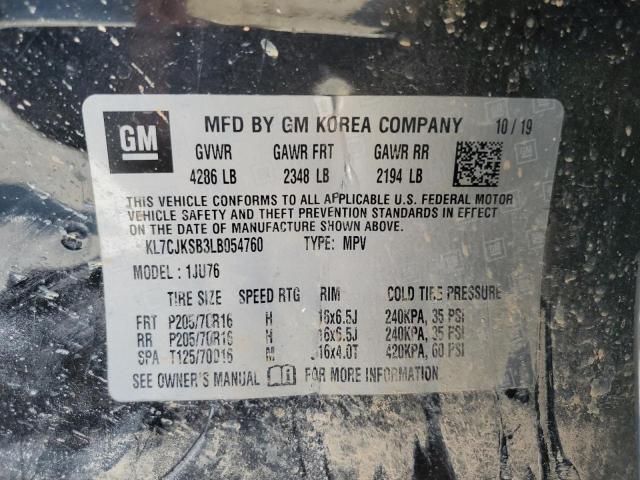 GM
MFD BY GM KOREA COMPANY 10/19
GVWR GAWR FRT GAWR RR
4286 LB 2348 LB 2194 LB
THIS VEHICLE CONFORMS TO ALL APPLICABLE U.S. FEDERAL MOTOR
VEHICLE SAFETY AND THEFT PREVENTION STANDARDS IN EFFECT
ON THE DATE OF MANUFACTURE SHOWN ABOVE.
KL7CJKSB3LB054760 TYPE: MPV
MODEL: 1JU76
TIRE SIZE SPEED RTG RIM COLD TIRE PRESSURE
FRT P205/70R16 H 16x6.5J 240KPA, 35 PSI
RR P205/70R16 H 16x6.5J 240KPA, 35 PSI
SPA T125/70D16 M 16x4.0T 420KPA, 60 PSI
SEE OWNER'S MANUAL FOR MORE INFORMATION